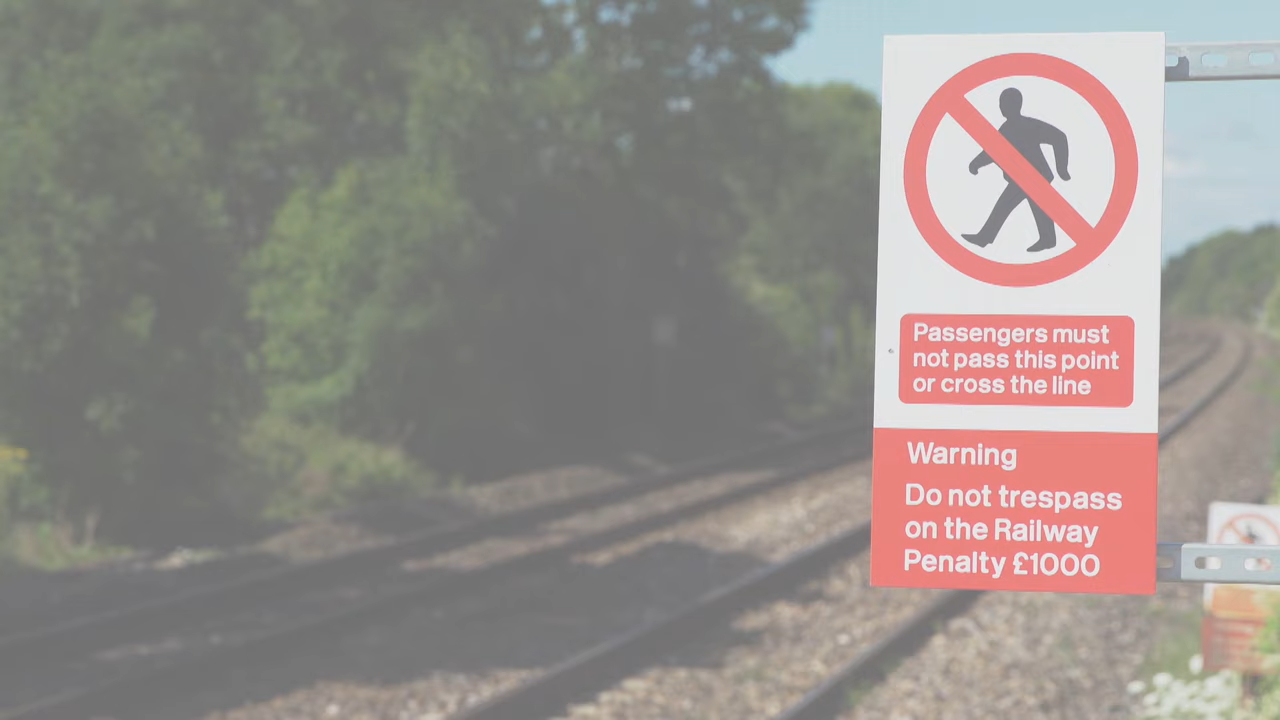 Passengers must
not pass this point
or cross the line
Warning
Do not trespass
on the Railway
Penalty £1000